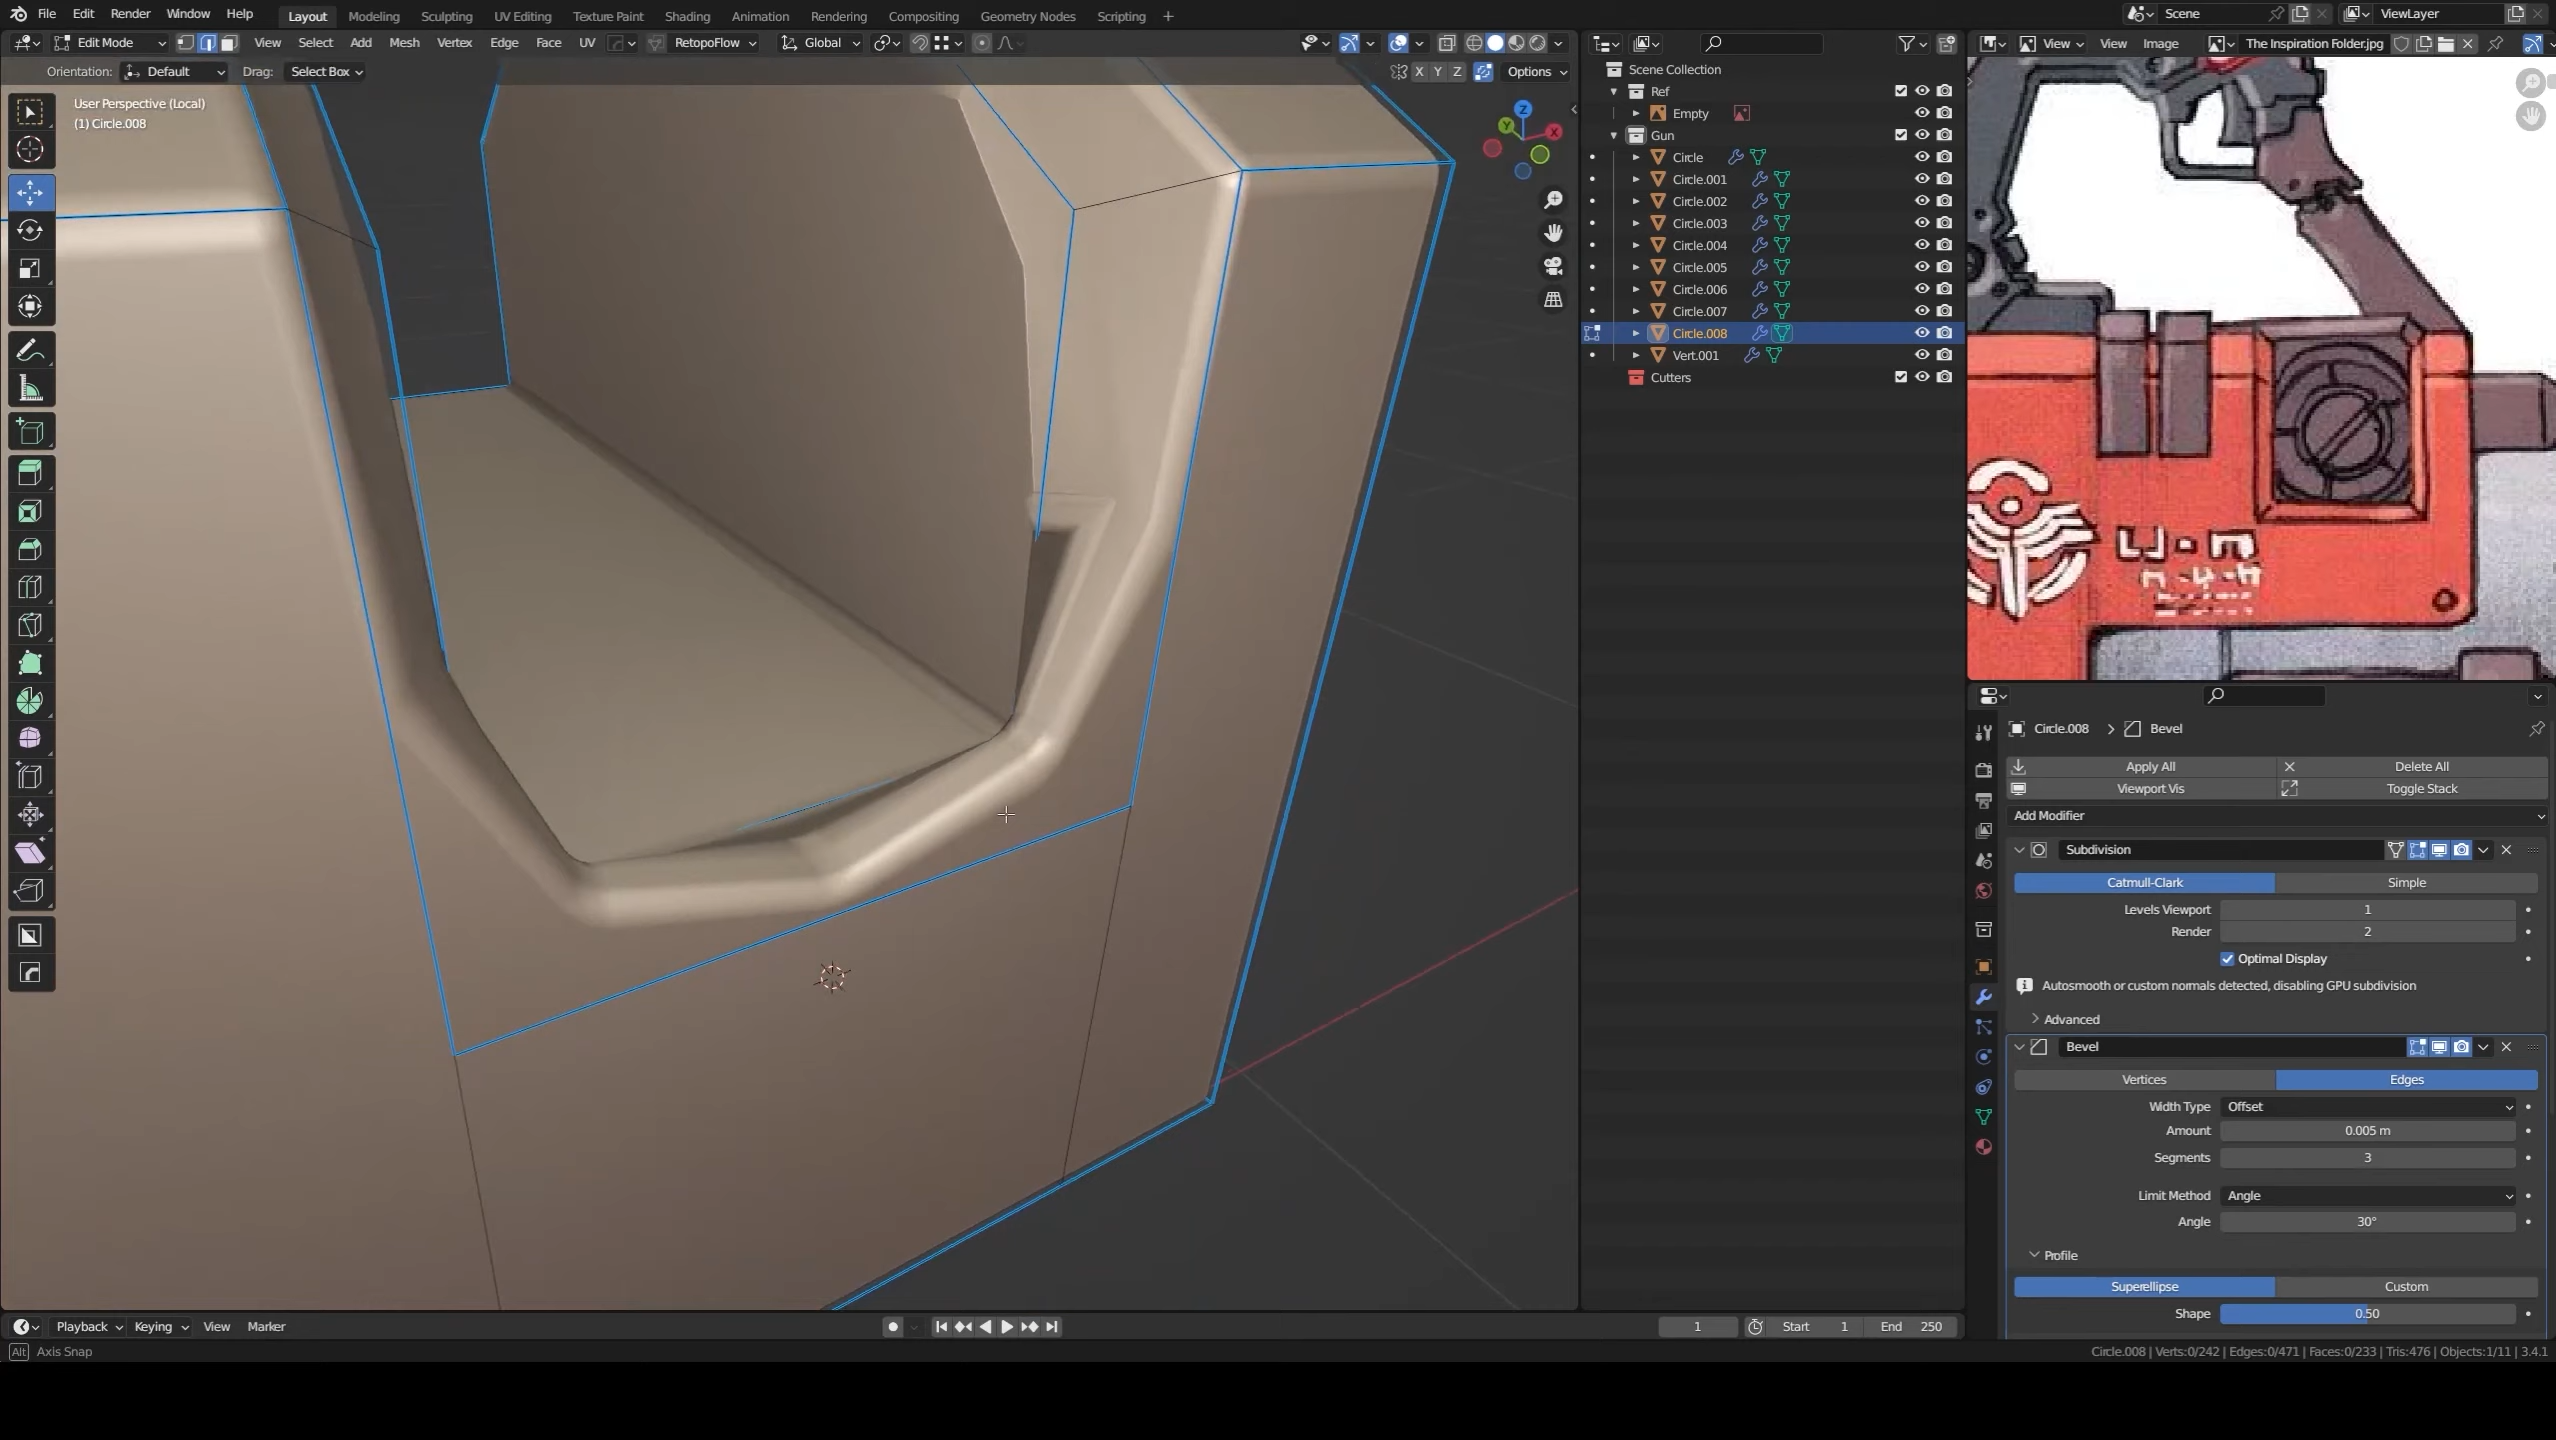 File Edit Render Window Help Layout Modeling Sculpting UV Editing Texture Paint Shading Animation Rendering Compositing Geometry Nodes Scripting + Scene ViewLayer
Edit Mode View Select Add Mesh Vertex Edge Face UV RetopoFlow Global View View Image The Inspiration Folder.jpg
Orientation: Default Drag: Select Box X Y Z Options
User Perspective (Local)
(1) Circle.008
Z
Y
X
Scene Collection
Ref
Empty
Gun
Circle
Circle.001
Circle.002
Circle.003
Circle.004
Circle.005
Circle.006
Circle.007
Circle.008
Vert.001
Cutters
Circle.008 > Bevel
Apply All Delete All
Viewport Vis Toggle Stack
Add Modifier
Subdivision
Catmull-Clark Simple
Levels Viewport 1
Render 2
Optimal Display
Autosmooth or custom normals detected, disabling GPU subdivision
Advanced
Bevel
Vertices Edges
Width Type Offset
Amount 0.005 m
Segments 3
Limit Method Angle
Angle 30°
Profile
Superellipse Custom
Shape 0.50
Playback Keying View Marker 1 Start 1 End 250
Alt Axis Snap
Circle.008 | Verts:0/242 | Edges:0/471 | Faces:0/233 | Tris:476 | Objects:1/11 | 3.4.1